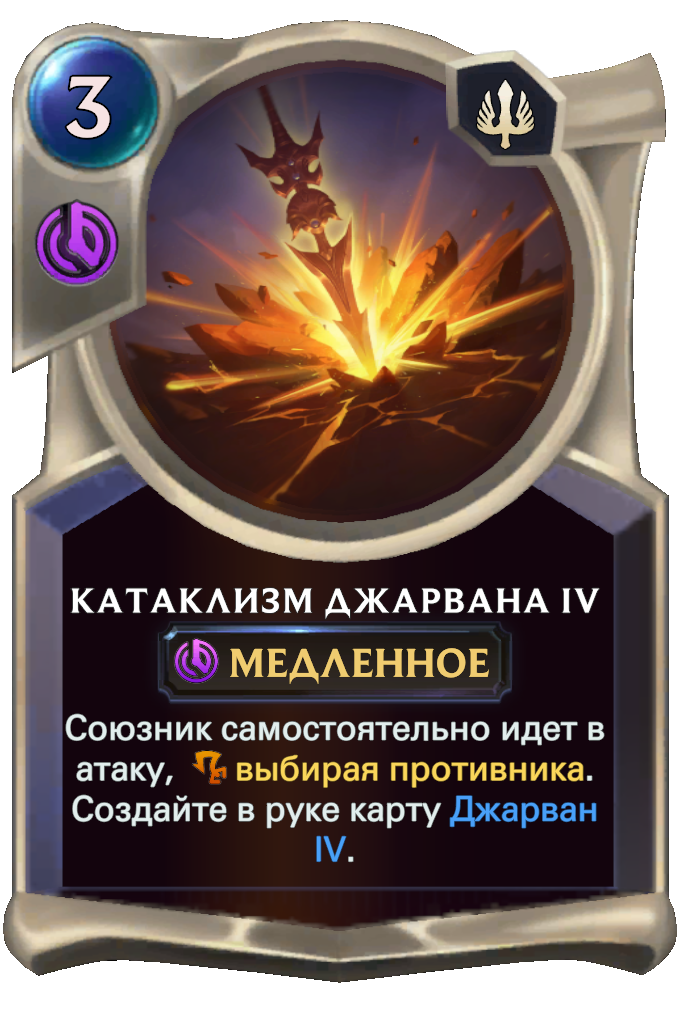 3
КАТАКЛИЗМ ДЖАРВАНА IV
МЕДЛЕННОЕ
Союзник самостоятельно идет в
атаку, выбирая противника.
Создайте в руке карту Джарван
IV.